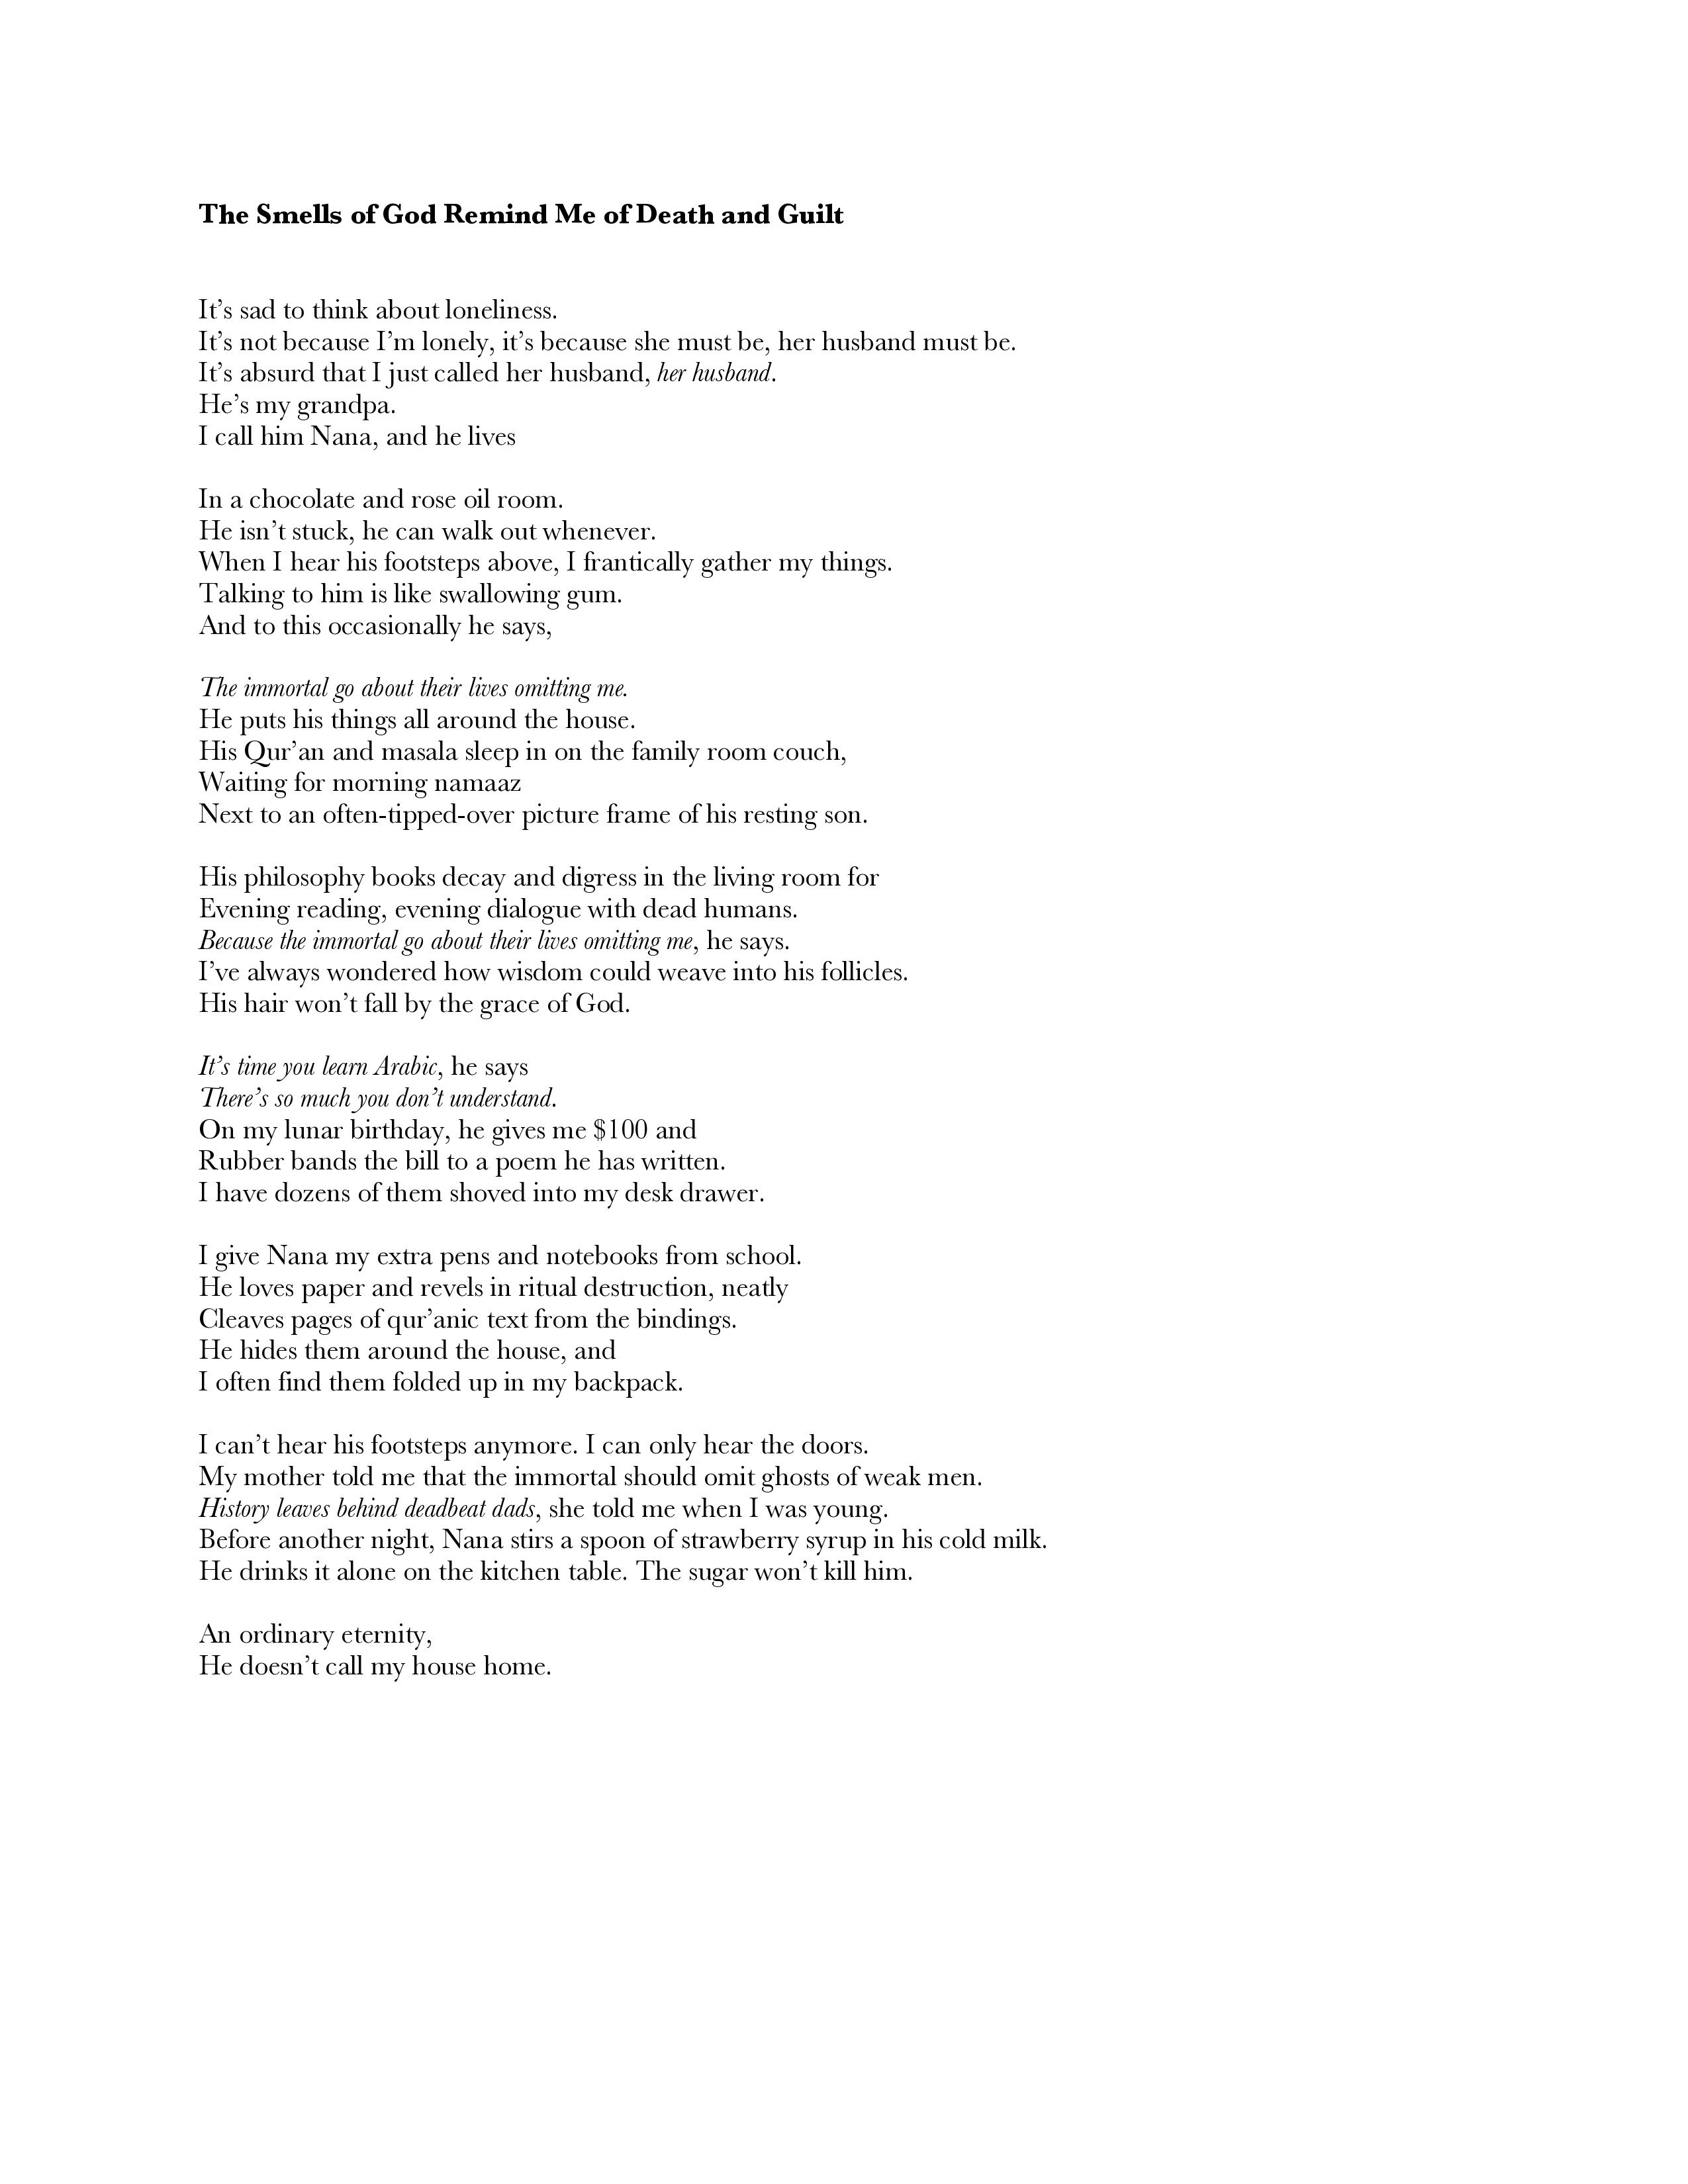 The Smells of God Remind Me of Death and Guilt
It’s sad to think about loneliness.
It’s not because I’m lonely, it’s because she must be, her husband must be.
It’s absurd that I just called her husband, her husband.
He’s my grandpa.
I call him Nana, and he lives
In a chocolate and rose oil room.
He isn’t stuck, he can walk out whenever.
When I hear his footsteps above, I frantically gather my things.
Talking to him is like swallowing gum.
And to this occasionally he says,
The immortal go about their lives omitting me.
He puts his things all around the house.
His Qur’an and masala sleep in on the family room couch,
Waiting for morning namaaz
Next to an often-tipped-over picture frame of his resting son.
His philosophy books decay and digress in the living room for
Evening reading, evening dialogue with dead humans.
Because the immortal go about their lives omitting me, he says.
I’ve always wondered how wisdom could weave into his follicles.
His hair won’t fall by the grace of God.
It’s time you learn Arabic, he says
There’s so much you don’t understand.
On my lunar birthday, he gives me $100 and
Rubber bands the bill to a poem he has written.
I have dozens of them shoved into my desk drawer.
I give Nana my extra pens and notebooks from school.
He loves paper and revels in ritual destruction, neatly
Cleaves pages of qur’anic text from the bindings.
He hides them around the house, and
I often find them folded up in my backpack.
I can’t hear his footsteps anymore. I can only hear the doors.
My mother told me that the immortal should omit ghosts of weak men.
History leaves behind deadbeat dads, she told me when I was young.
Before another night, Nana stirs a spoon of strawberry syrup in his cold milk.
He drinks it alone on the kitchen table. The sugar won’t kill him.
An ordinary eternity,
He doesn’t call my house home.